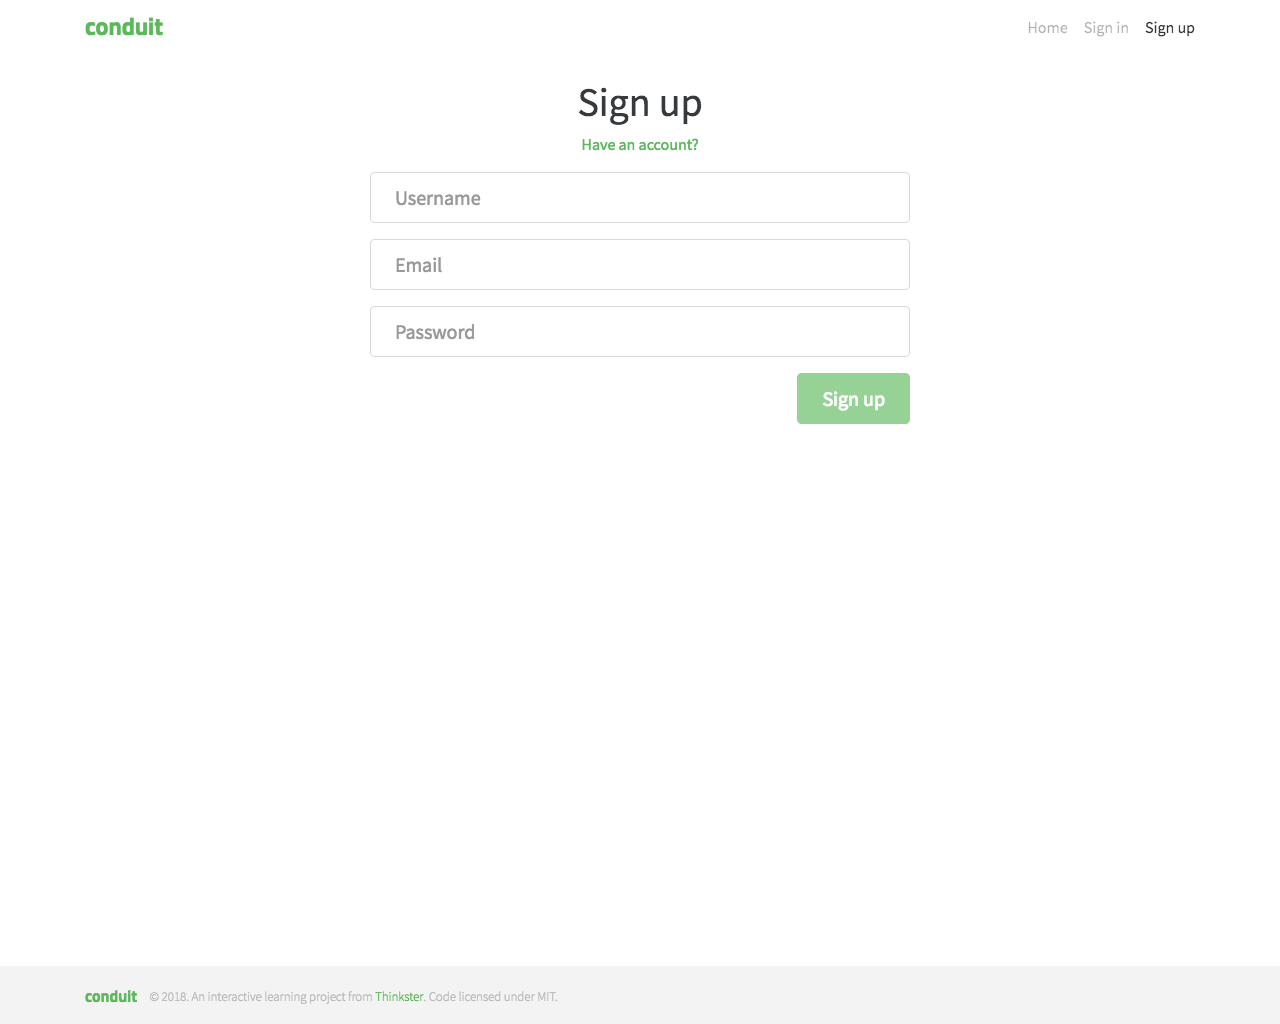 conduit
Home Sign in Sign up
Sign up
Have an account?
Username
Email
Password
Sign up
conduit © 2018. An interactive learning project from Thinkster. Code licensed under MIT.